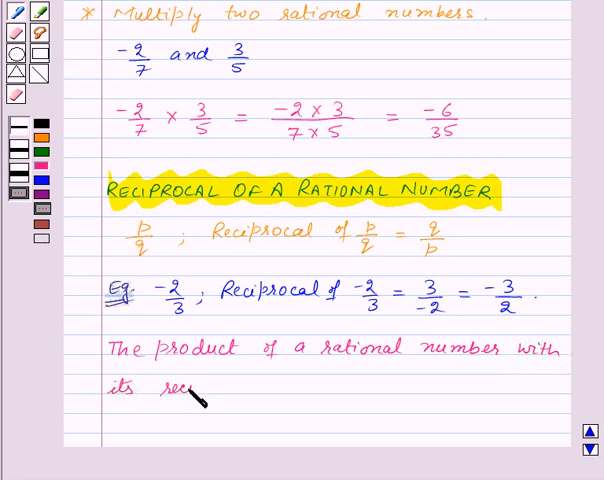 * Multiply two rational numbers.
-2/7 and 3/5
-2/7 × 3/5 = -2 × 3/7 × 5 = -6/35
RECIPROCAL OF A RATIONAL NUMBER
p/q ; Reciprocal of p/q = q/p
Eg. -2/3 ; Reciprocal of -2/3 = 3/-2 = -3/2 .
The product of a rational number with
its rec